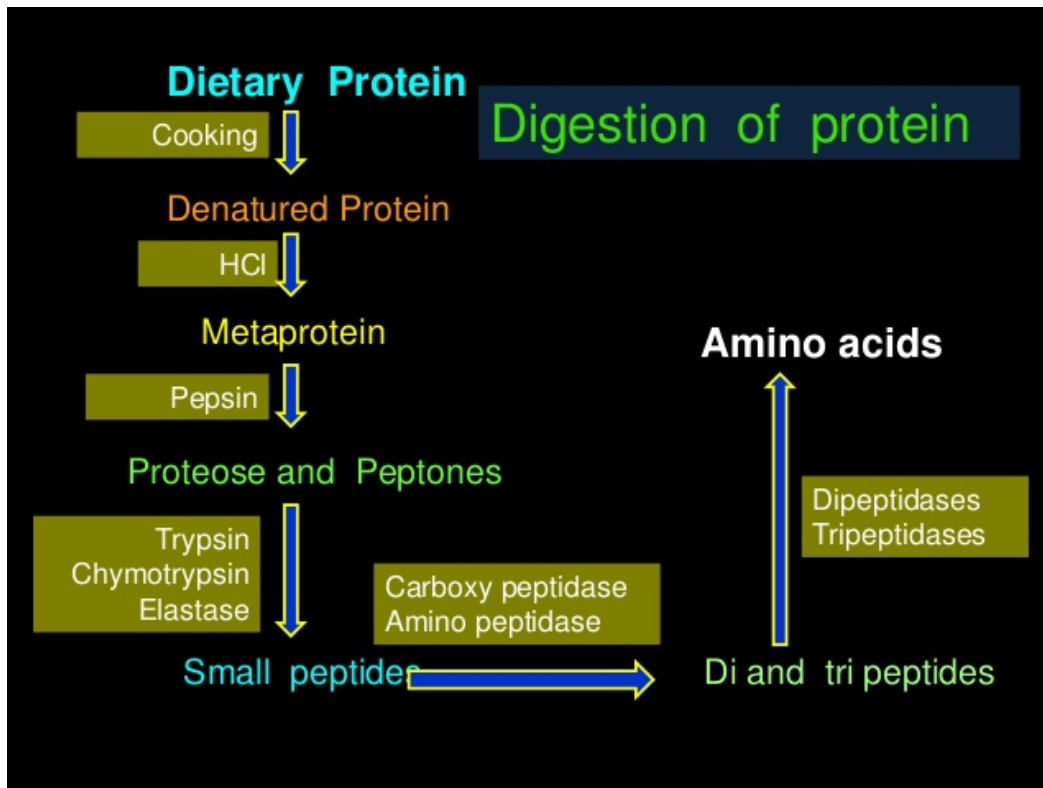 Dietary Protein
Digestion of protein
Cooking
Denatured Protein
HCl
Metaprotein
Amino acids
Pepsin
Proteose and Peptones
Dipeptidases
Tripeptidases
Trypsin
Chymotrypsin
Elastase
Carboxy peptidase
Amino peptidase
Small peptides
Di and tri peptides